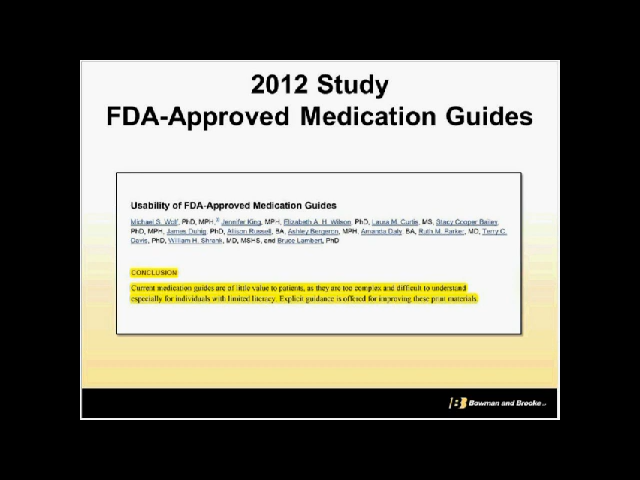 2012 Study
FDA-Approved Medication Guides
Usability of FDA-Approved Medication Guides
Michael S. Wolf, PhD, MPH, Jennifer King, MPH, Elizabeth A. H. Wilson, PhD, Laura M. Curtis, MS, Stacy Cooper Bailey,
PhD, MPH, James Duhig, PhD, Allison Russell, BA, Ashley Bergeron, MPH, Amanda Daly, BA, Ruth M. Parker, MD, Terry C.
Davis, PhD, William H. Shrank, MD, MSHS, and Bruce Lambert, PhD
CONCLUSION
Current medication guides are of little value to patients, as they are too complex and difficult to understand
especially for individuals with limited literacy. Explicit guidance is offered for improving these print materials.
Bowman and Brooke